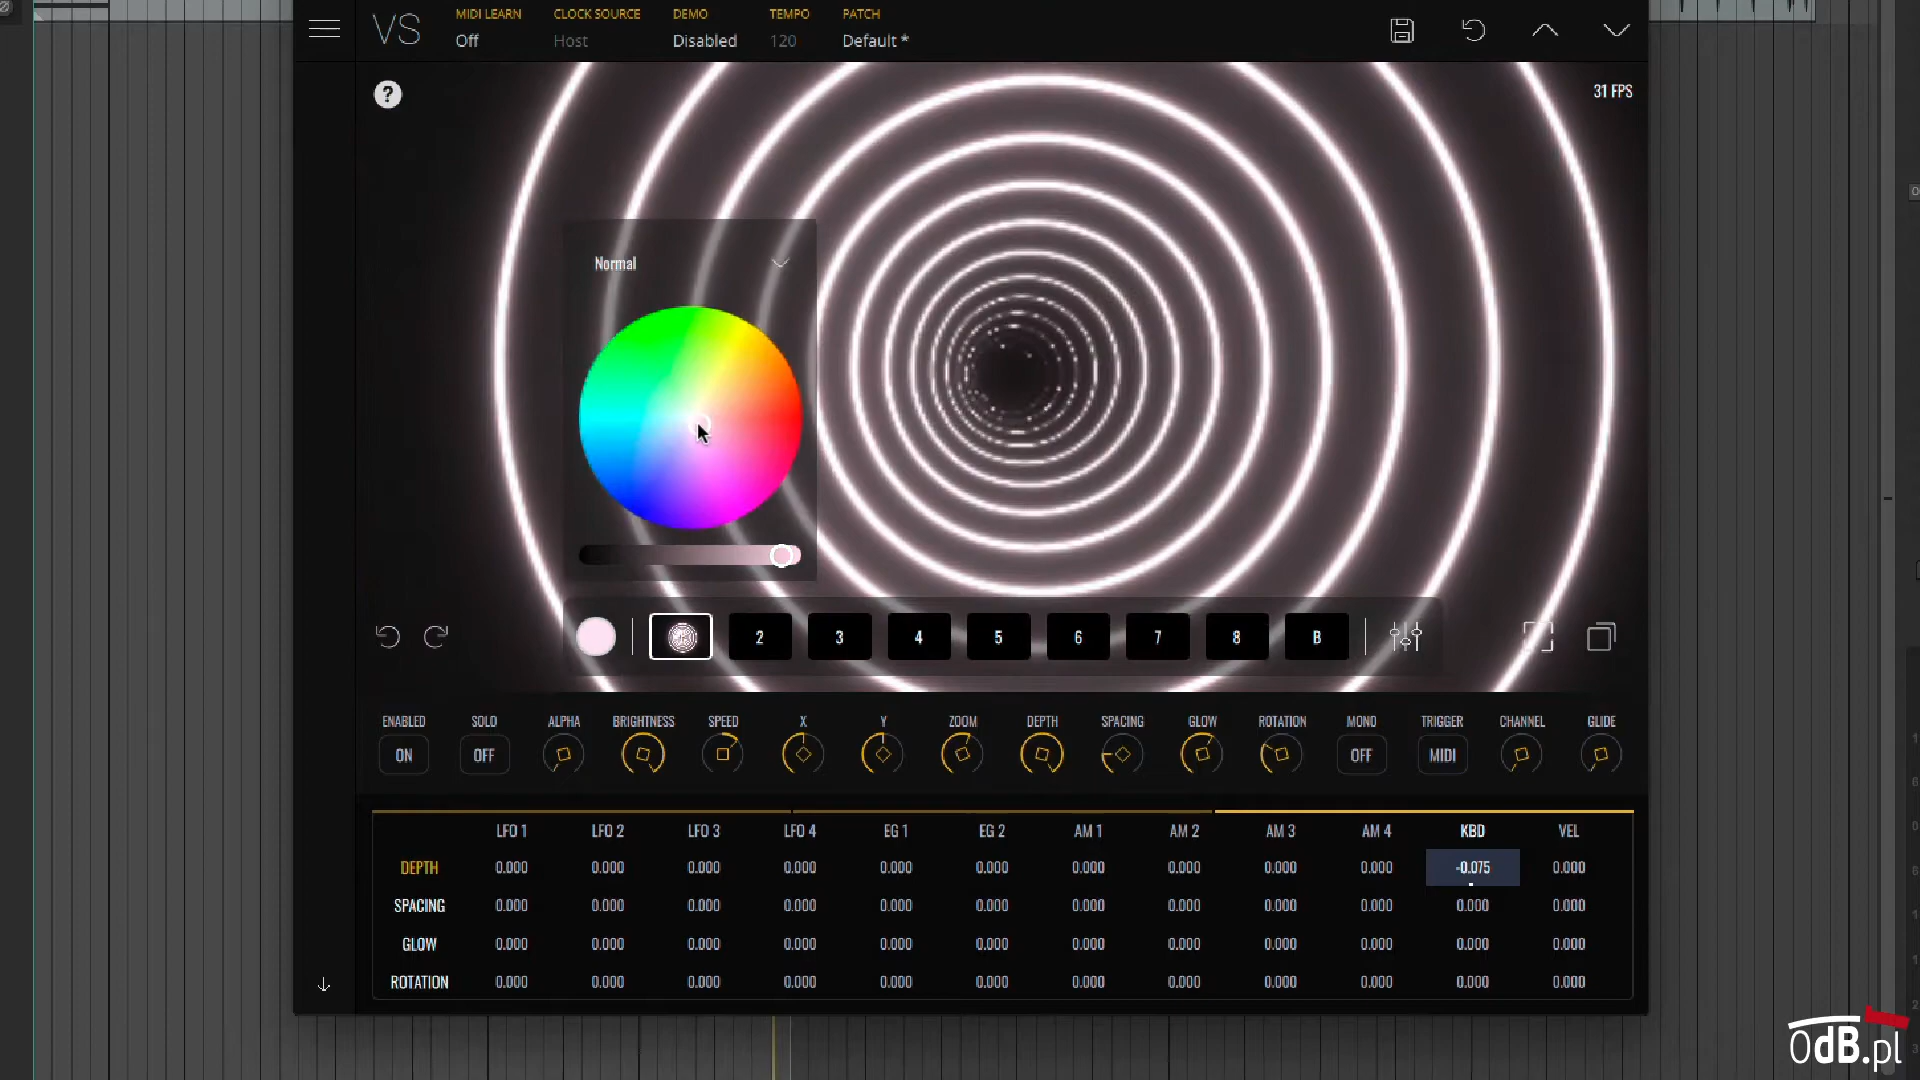 VS
MIDI LEARN CLOCK SOURCE DEMO TEMPO PATCH
Off Host Disabled 120 Default *
?
31 FPS
Normal
2 3 4 5 6 7 8 B
ENABLED SOLO ALPHA BRIGHTNESS SPEED X Y ZOOM DEPTH SPACING GLOW ROTATION MONO TRIGGER CHANNEL GLIDE
ON OFF OFF MIDI
LFO 1 LFO 2 LFO 3 LFO 4 EG 1 EG 2 AM 1 AM 2 AM 3 AM 4 KBD VEL
DEPTH 0.000 0.000 0.000 0.000 0.000 0.000 0.000 0.000 0.000 0.000 -0.075 0.000
SPACING 0.000 0.000 0.000 0.000 0.000 0.000 0.000 0.000 0.000 0.000 0.000 0.000
GLOW 0.000 0.000 0.000 0.000 0.000 0.000 0.000 0.000 0.000 0.000 0.000 0.000
ROTATION 0.000 0.000 0.000 0.000 0.000 0.000 0.000 0.000 0.000 0.000 0.000 0.000
0dB.pl